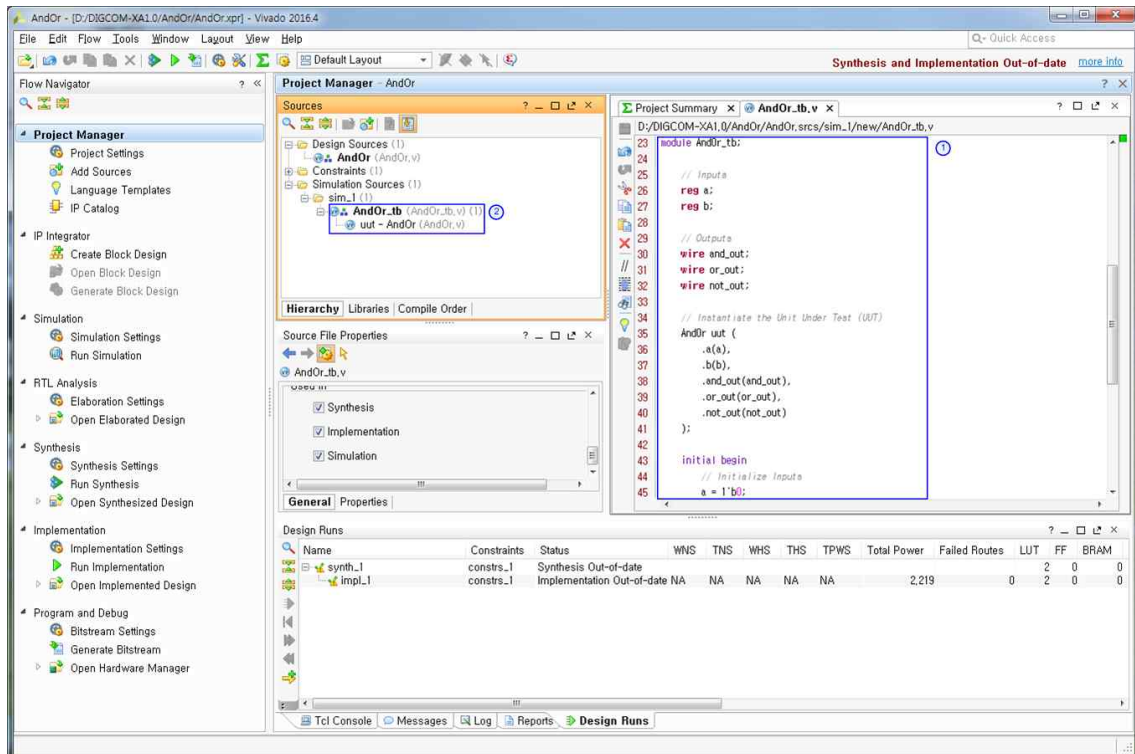 AndOr - [D:/DIGCOM-XA1.0/AndOr/AndOr.xpr] - Vivado 2016.4
File Edit Flow Tools Window Layout View Help
Q- Quick Access
Default Layout
Synthesis and Implementation Out-of-date more info
Flow Navigator
Project Manager
Project Settings
Add Sources
Language Templates
IP Catalog
IP Integrator
Create Block Design
Open Block Design
Generate Block Design
Simulation
Simulation Settings
Run Simulation
RTL Analysis
Elaboration Settings
Open Elaborated Design
Synthesis
Synthesis Settings
Run Synthesis
Open Synthesized Design
Implementation
Implementation Settings
Run Implementation
Open Implemented Design
Program and Debug
Bitstream Settings
Generate Bitstream
Open Hardware Manager
Project Manager - AndOr
Sources
Design Sources (1)
AndOr (AndOr.v)
Constraints (1)
Simulation Sources (1)
sim_1 (1)
AndOr_tb (AndOr_tb.v) (1) ②
uut - AndOr (AndOr.v)
Hierarchy Libraries Compile Order
Source File Properties
AndOr_tb.v
Used In
Synthesis
Implementation
Simulation
General Properties
Project Summary AndOr_tb.v
D:/DIGCOM-XA1.0/AndOr/AndOr.srcs/sim_1/new/AndOr_tb.v
①
23 module AndOr_tb;
24
25 // Inputs
26 reg a;
27 reg b;
28
29 // Outputs
30 wire and_out;
31 wire or_out;
32 wire not_out;
33
34 // Instantiate the Unit Under Test (UUT)
35 AndOr uut (
36 .a(a),
37 .b(b),
38 .and_out(and_out),
39 .or_out(or_out),
40 .not_out(not_out)
41 );
42
43 initial begin
44 // Initialize Inputs
45 a = 1'b0;
Design Runs
Name Constraints Status WNS TNS WHS THS TPWS Total Power Failed Routes LUT FF BRAM
synth_1 constrs_1 Synthesis Out-of-date 2 0 0
impl_1 constrs_1 Implementation Out-of-date NA NA NA NA NA 2,219 0 2 0 0
Tcl Console Messages Log Reports Design Runs